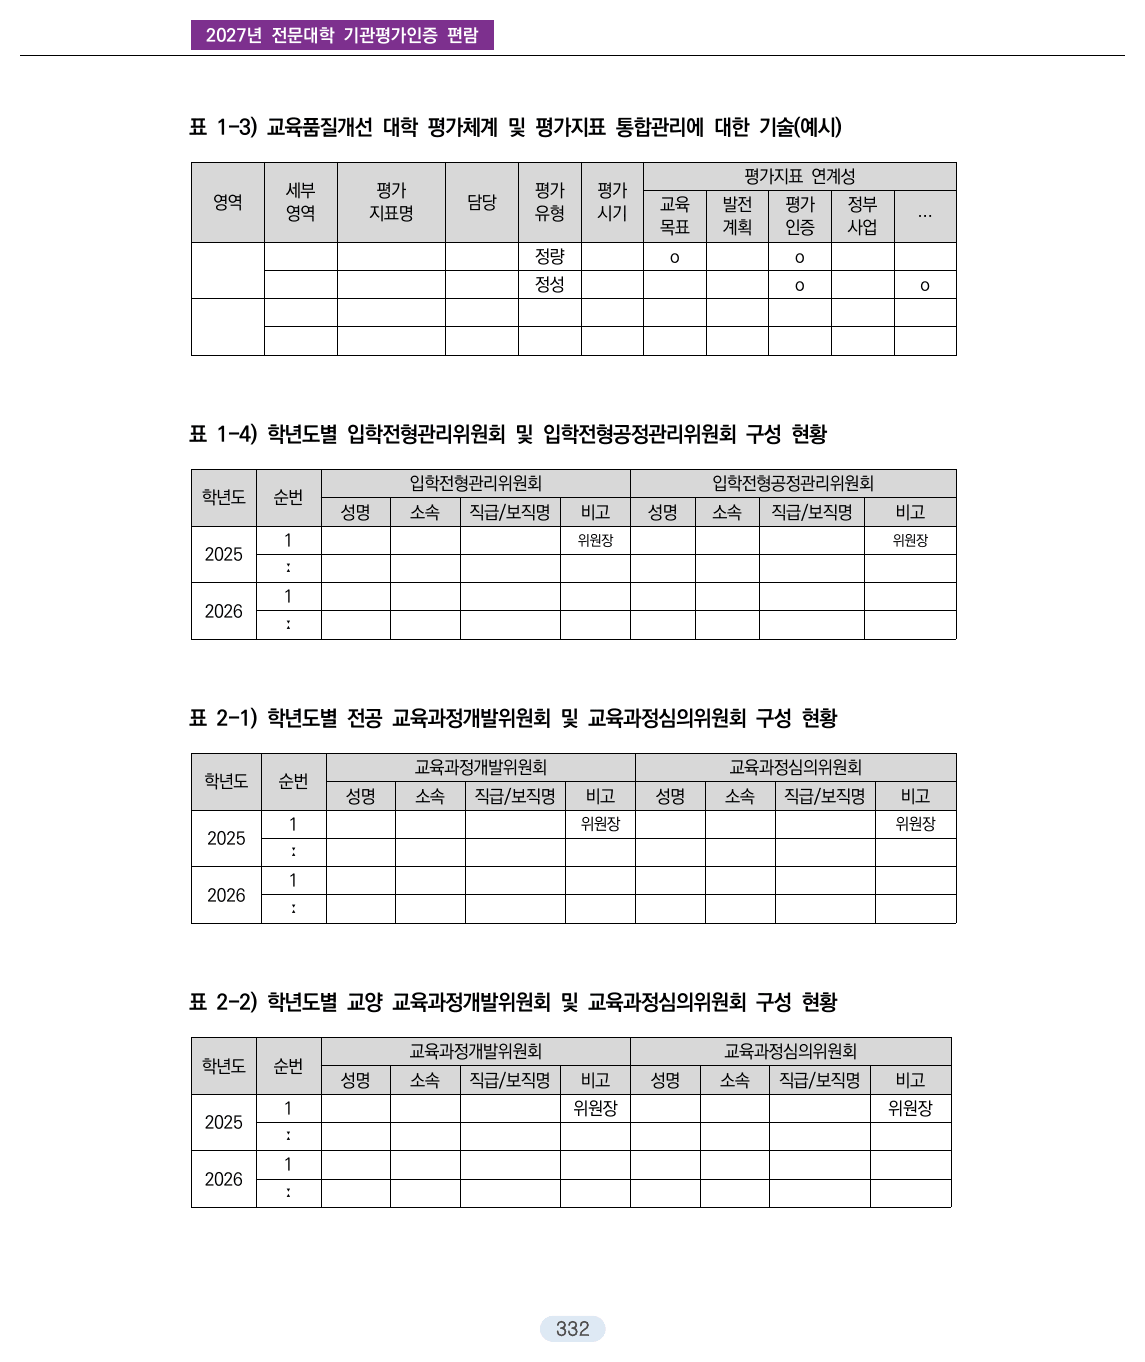 2027년 전문대학 기관평가인증 편람
표 1-3) 교육품질개선 대학 평가체계 및 평가지표 통합관리에 대한 기술(예시)
영역 세부 영역 평가 지표명 담당 평가 유형 평가 시기 평가지표 연계성
교육 목표 발전 계획 평가 인증 정부 사업 …
정량 o o
정성 o o
표 1-4) 학년도별 입학전형관리위원회 및 입학전형공정관리위원회 구성 현황
학년도 순번 입학전형관리위원회 입학전형공정관리위원회
성명 소속 직급/보직명 비고 성명 소속 직급/보직명 비고
2025 1 위원장 위원장
:
2026 1
:
표 2-1) 학년도별 전공 교육과정개발위원회 및 교육과정심의위원회 구성 현황
학년도 순번 교육과정개발위원회 교육과정심의위원회
성명 소속 직급/보직명 비고 성명 소속 직급/보직명 비고
2025 1 위원장 위원장
:
2026 1
:
표 2-2) 학년도별 교양 교육과정개발위원회 및 교육과정심의위원회 구성 현황
학년도 순번 교육과정개발위원회 교육과정심의위원회
성명 소속 직급/보직명 비고 성명 소속 직급/보직명 비고
2025 1 위원장 위원장
:
2026 1
:
332